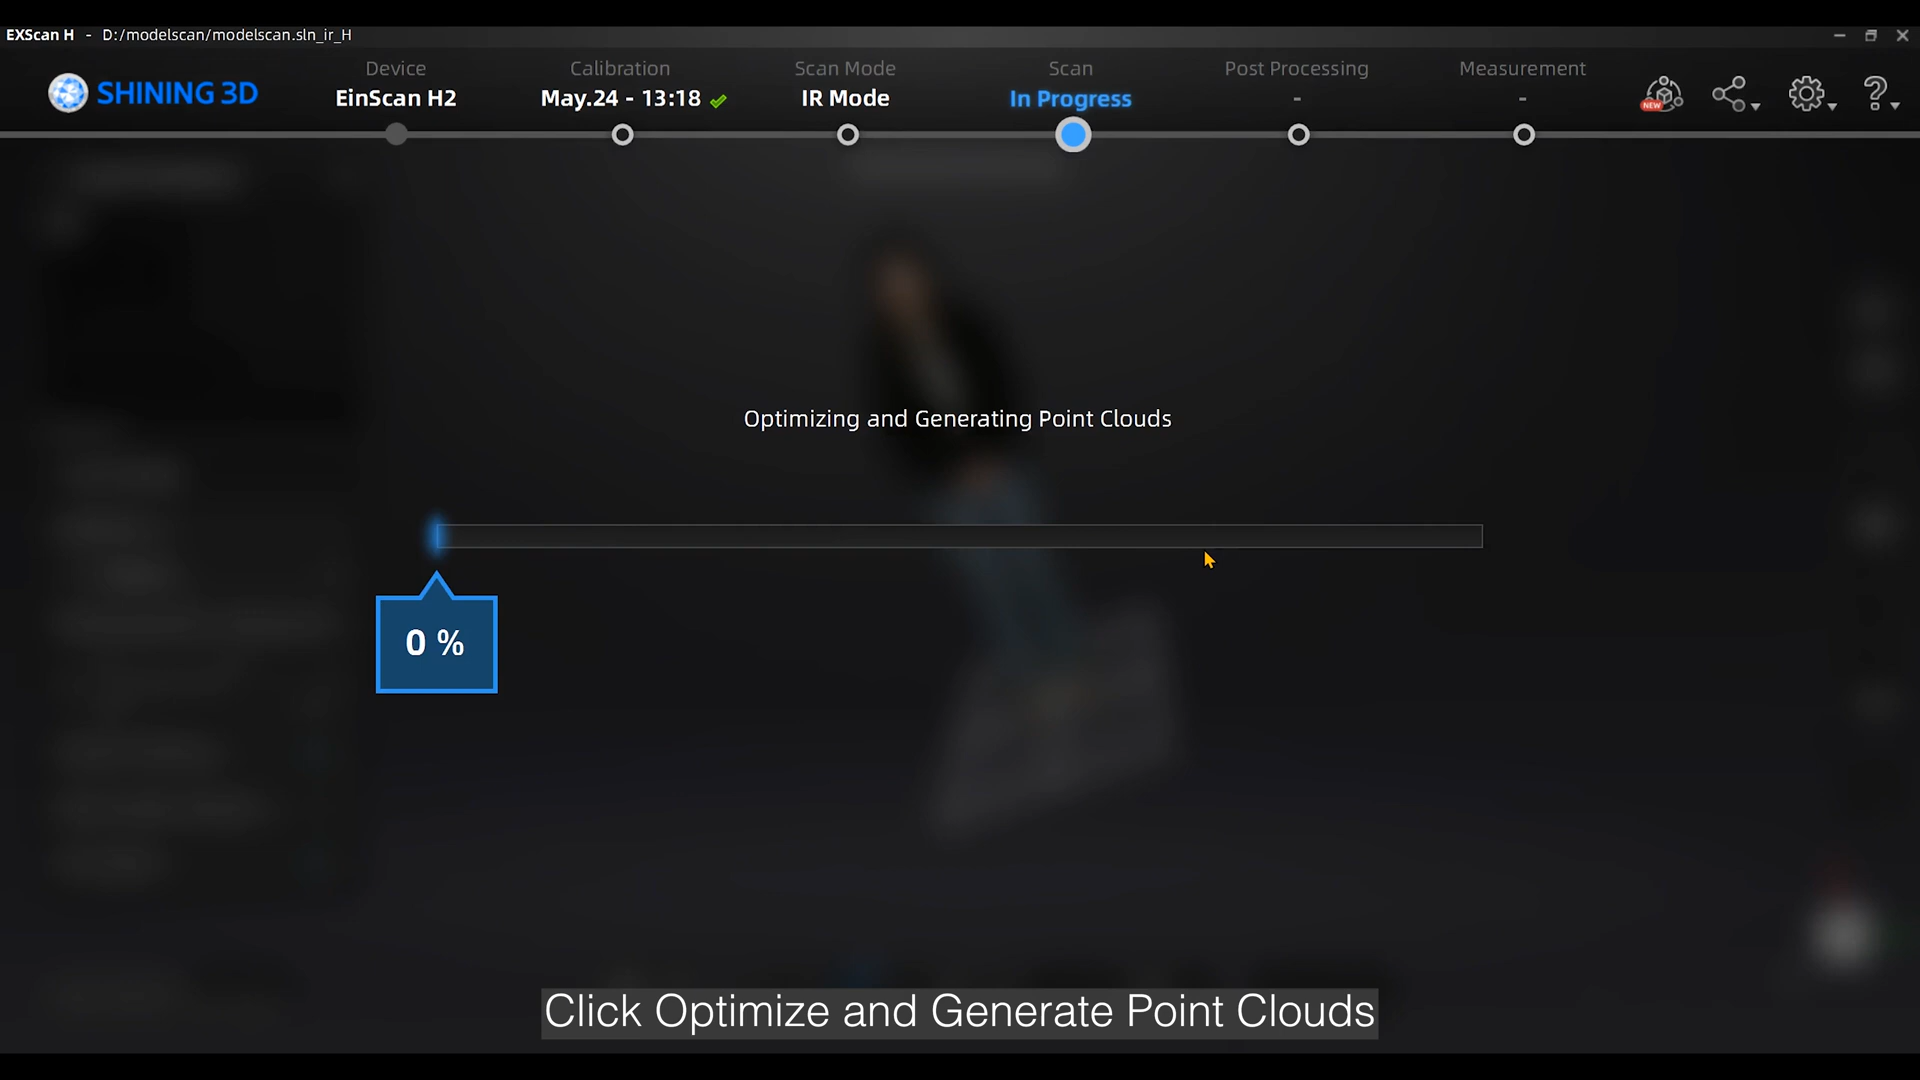 EXScan H - D:/modelscan/modelscan.sln_ir_H
SHINING 3D
Device
EinScan H2
Calibration
May.24 - 13:18
Scan Mode
IR Mode
Scan
In Progress
Post Processing
-
Measurement
-
NEW
Optimizing and Generating Point Clouds
0 %
Click Optimize and Generate Point Clouds